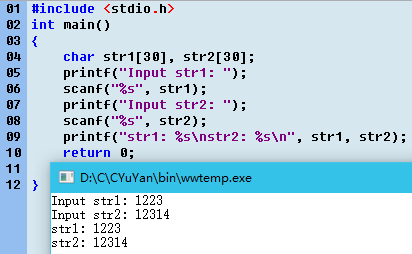 01 #include <stdio.h>
02 int main()
03 {
04     char str1[30], str2[30];
05     printf("Input str1: ");
06     scanf("%s", str1);
07     printf("Input str2: ");
08     scanf("%s", str2);
09     printf("str1: %s\nstr2: %s\n", str1, str2);
10     return 0;
11
12 }
D:\C\CYuYan\bin\wwtemp.exe
Input str1: 1223
Input str2: 12314
str1: 1223
str2: 12314